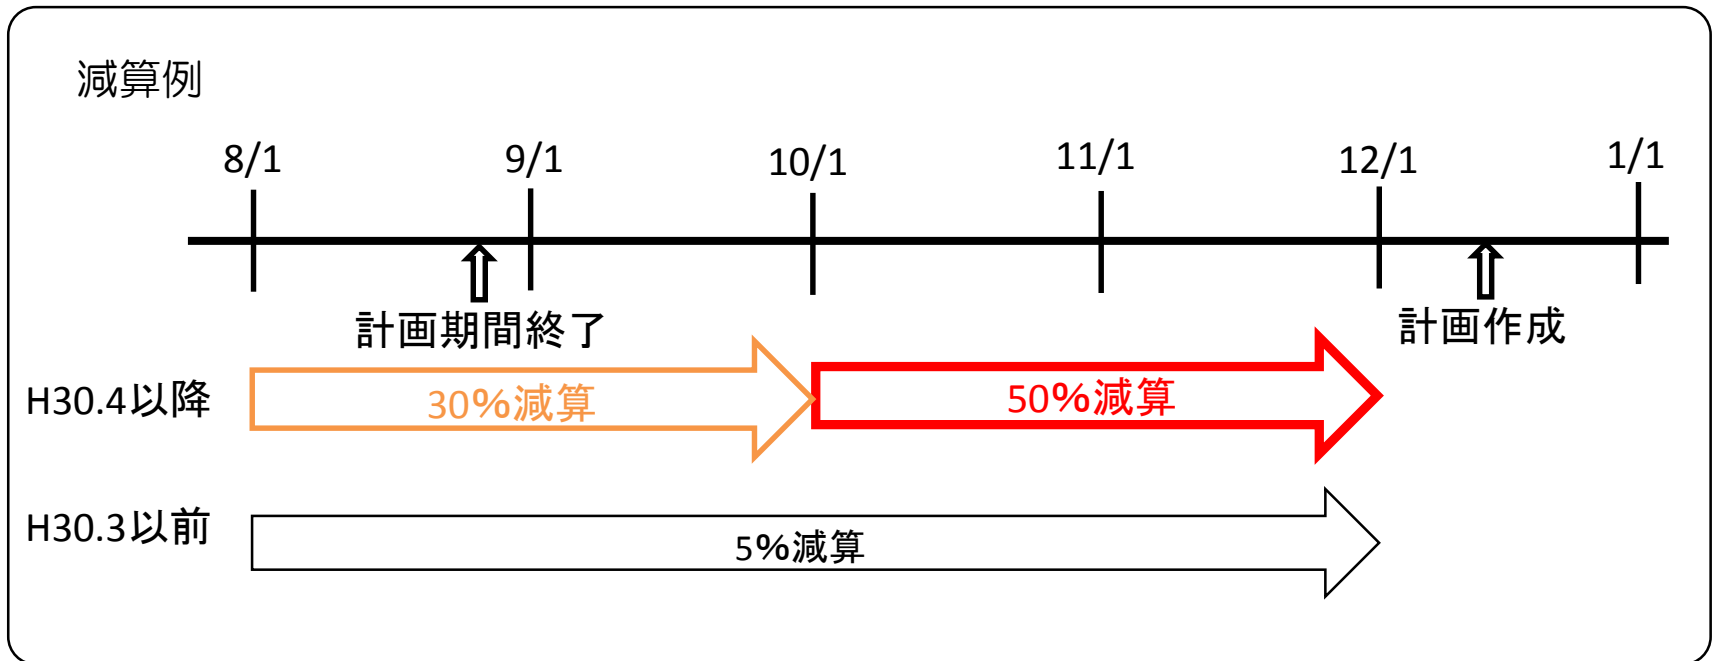 減算例
8/1 9/1 10/1 11/1 12/1 1/1
計画期間終了 計画作成
H30.4以降 30%減算 50%減算
H30.3以前 5%減算